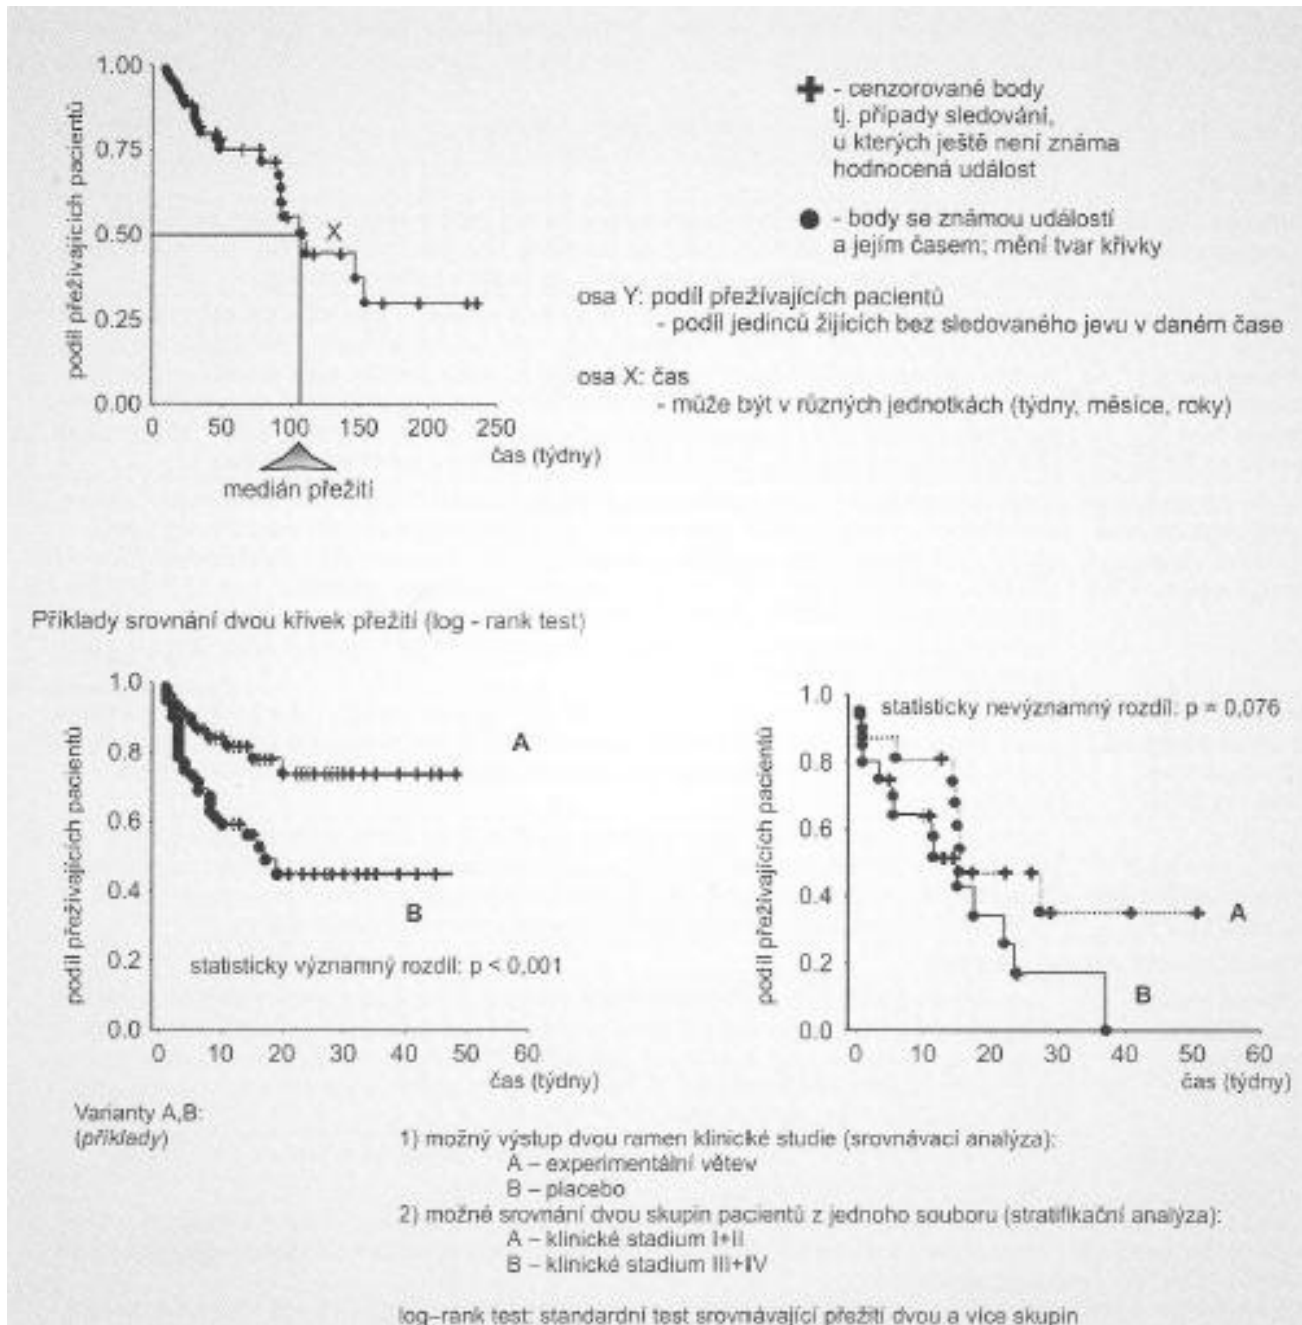 1.00
0.75
0.50
0.25
0.00
podíl přežívajících pacientů
X
0 50 100 150 200 250
čas (týdny)
medián přežití
- cenzorované body
tj. případy sledování,
u kterých ještě není známa
hodnocená událost
- body se známou událostí
a jejím časem; mění tvar křivky
osa Y: podíl přežívajících pacientů
- podíl jedinců žijících bez sledovaného jevu v daném čase
osa X: čas
- může být v různých jednotkách (týdny, měsíce, roky)
Příklady srovnání dvou křivek přežití (log - rank test)
1.0
0.8
0.6
0.4
0.2
0.0
podíl přežívajících pacientů
A
B
statisticky významný rozdíl: p < 0,001
0 10 20 30 40 50 60
čas (týdny)
1.0
0.8
0.6
0.4
0.2
0.0
podíl přežívajících pacientů
statisticky nevýznamný rozdíl: p = 0,076
A
B
0 10 20 30 40 50 60
čas (týdny)
Varianty A,B:
(příklady)
1) možný výstup dvou ramen klinické studie (srovnávací analýza):
A – experimentální větev
B – placebo
2) možné srovnání dvou skupin pacientů z jednoho souboru (stratifikační analýza):
A – klinické stadium I+II
B – klinické stadium III+IV
log–rank test: standardní test srovnávající přežití dvou a více skupin